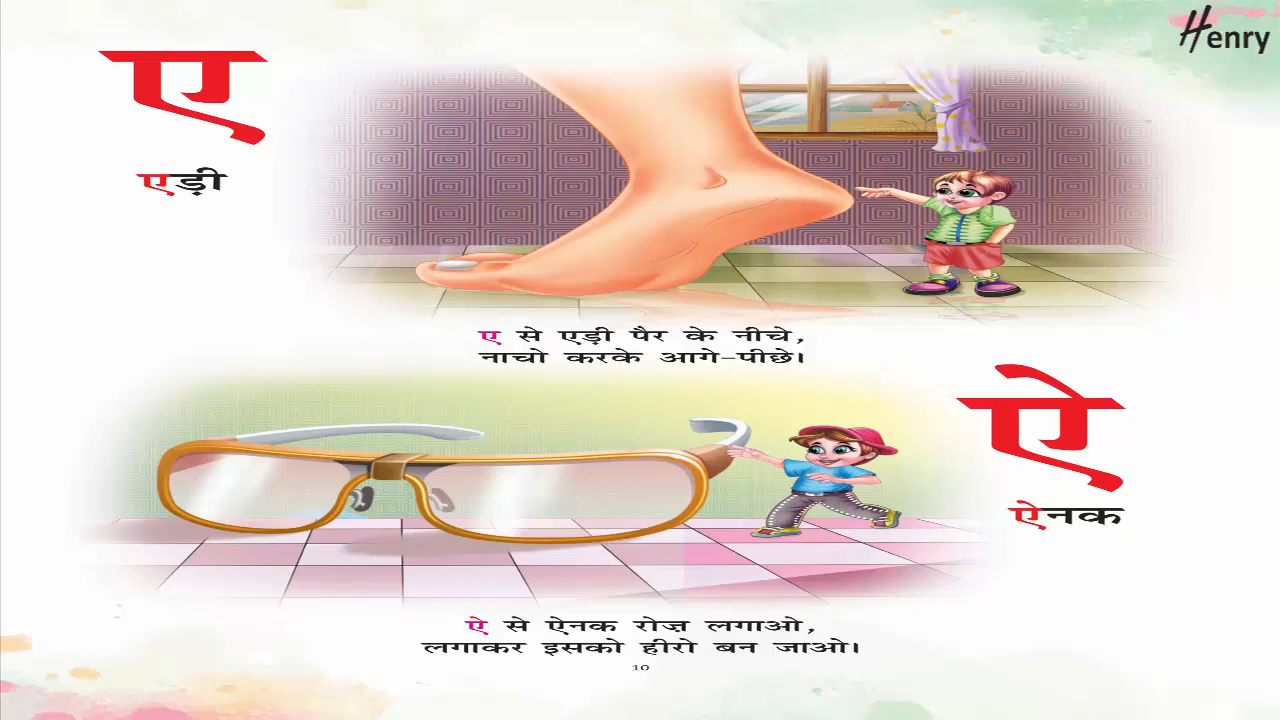 Henry
ए
एड़ी
ए से एड़ी पैर के नीचे,
नाचो करके आगे-पीछे।
ऐ
ऐनक
ऐ से ऐनक रोज़ लगाओ,
लगाकर इसको हीरो बन जाओ।
10